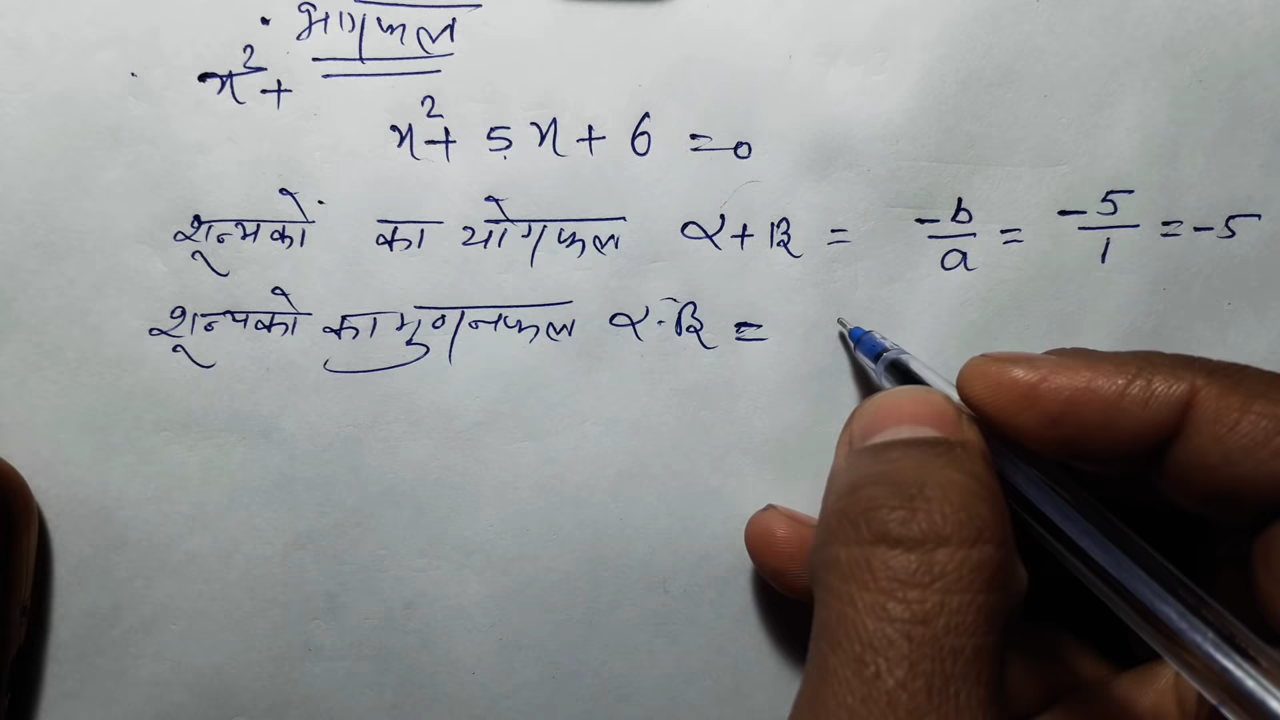 भागफल
x² +
x² + 5x + 6 = 0
शून्यको का योगफल α + β = -b/a = -5/1 = -5
शून्यको का गुणनफल α·β =